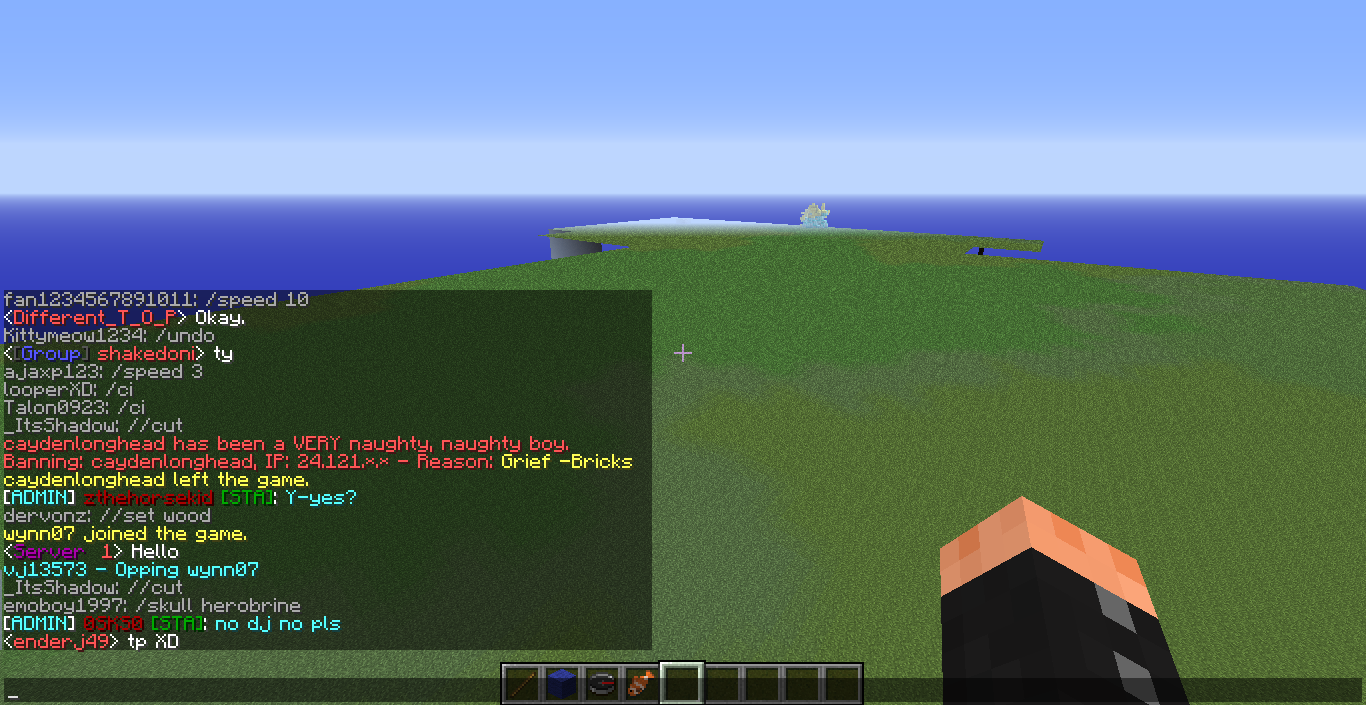 fan1234567891011: /speed 10
<Different_T_O_P> Okay.
Kittymeow1234: /undo
<[Group] shakedoni> ty
ajaxp123: /speed 3
looperXD: /ci
Talon0923: /ci
_ItsShadow: //cut
caydenlonghead has been a VERY naughty, naughty boy.
Banning: caydenlonghead, IP: 24.121.*.* - Reason: Grief -Bricks
caydenlonghead left the game.
[ADMIN] zthehorsekid [STA]: Y-yes?
dervonz: //set wood
wynn07 joined the game.
<Server 1> Hello
vj13573 - Opping wynn07
_ItsShadow: //cut
emoboy1997: /skull herobrine
[ADMIN] 0SKS0 [STA]: no dj no pls
<enderj49> tp XD
_